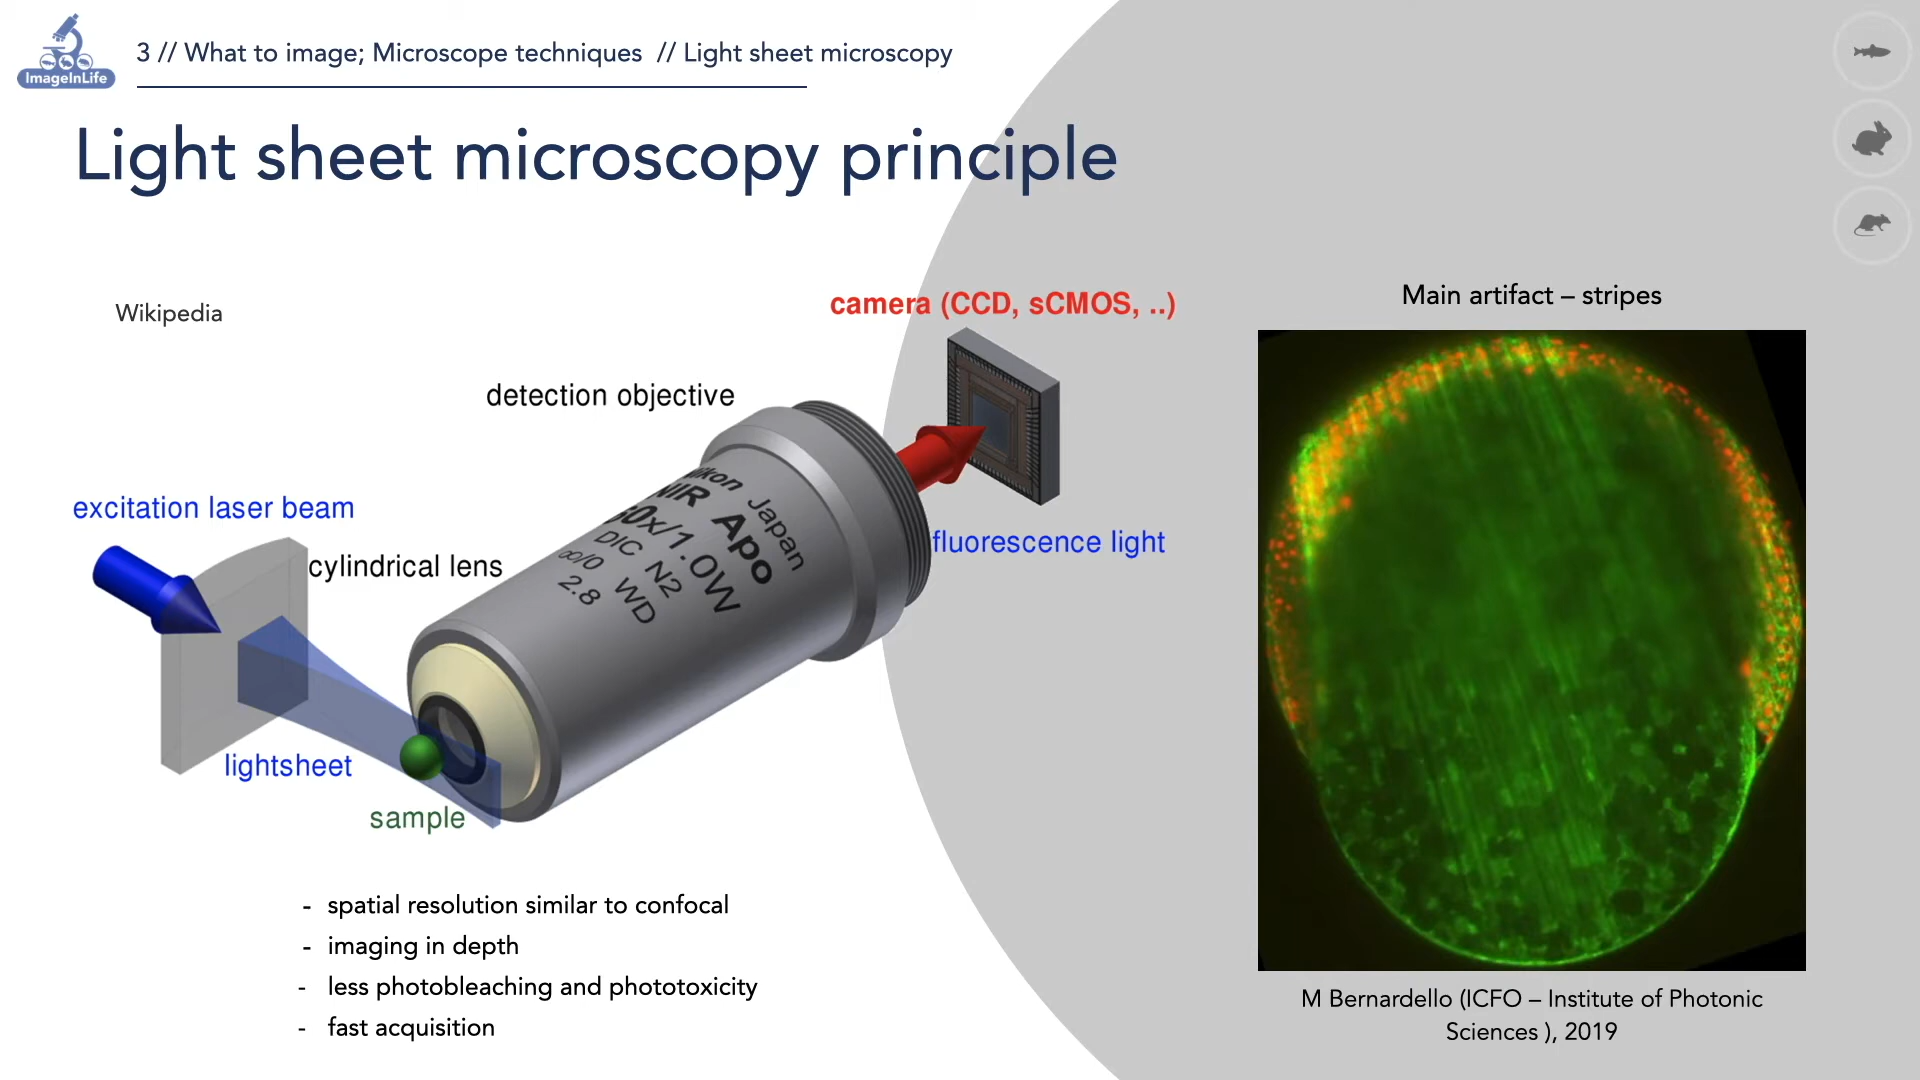 ImageInLife
3 // What to image; Microscope techniques // Light sheet microscopy
Light sheet microscopy principle
Wikipedia
camera (CCD, sCMOS, ..)
detection objective
excitation laser beam
cylindrical lens
fluorescence light
Nikon Japan
NIR Apo
60x/1.0W
DIC N2
∞/0 WD
2.8
lightsheet
sample
- spatial resolution similar to confocal
- imaging in depth
- less photobleaching and phototoxicity
- fast acquisition
Main artifact – stripes
M Bernardello (ICFO – Institute of Photonic
Sciences ), 2019